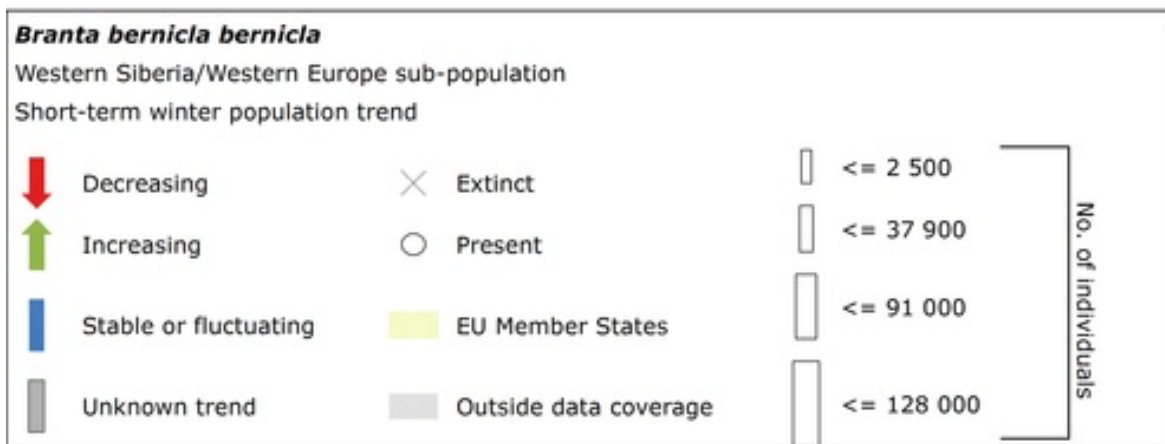 Branta bernicla bernicla
Western Siberia/Western Europe sub-population
Short-term winter population trend
Decreasing
Increasing
Stable or fluctuating
Unknown trend
Extinct
Present
EU Member States
Outside data coverage
<= 2 500
<= 37 900
<= 91 000
<= 128 000
No. of individuals